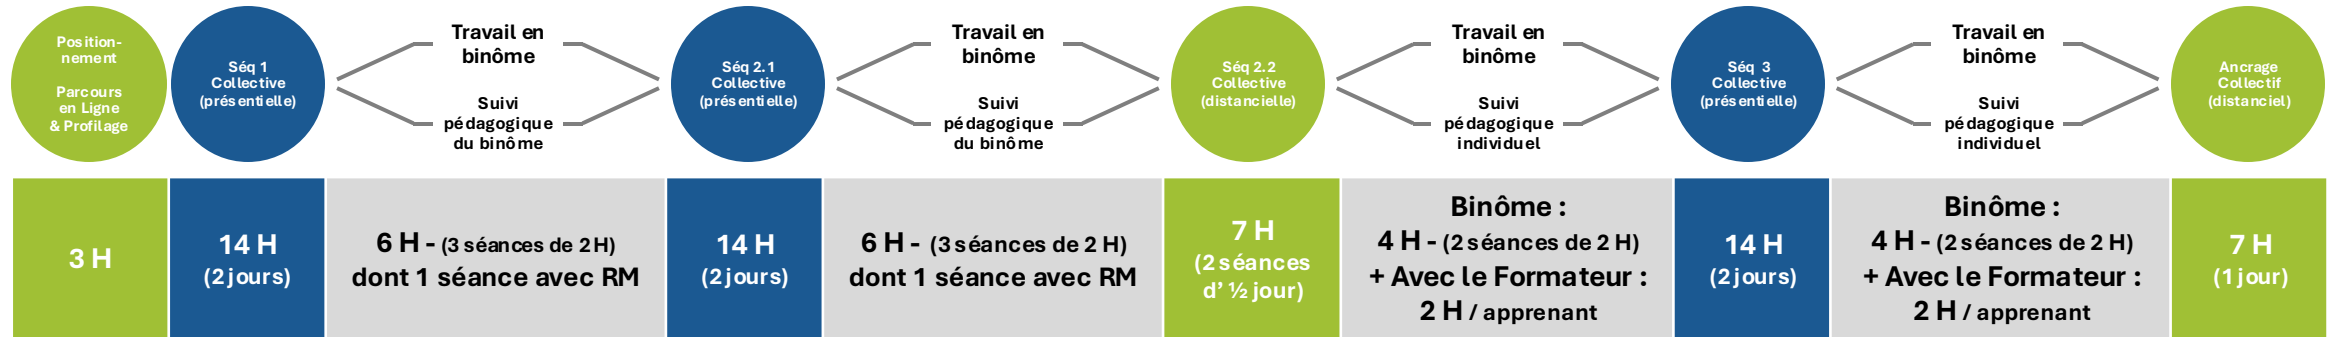 Position-
nement
Parcours
en Ligne
& Profilage
Séq 1
Collective
(présentielle)
Travail en
binôme
Suivi
pédagogique
du binôme
Séq 2.1
Collective
(présentielle)
Travail en
binôme
Suivi
pédagogique
du binôme
Séq 2.2
Collective
(distancielle)
Travail en
binôme
Suivi
pédagogique
individuel
Séq 3
Collective
(présentielle)
Travail en
binôme
Suivi
pédagogique
individuel
Ancrage
Collectif
(distanciel)
3 H
14 H
(2 jours)
6 H - (3 séances de 2 H)
dont 1 séance avec RM
14 H
(2 jours)
6 H - (3 séances de 2 H)
dont 1 séance avec RM
7 H
(2 séances
d' ½ jour)
Binôme :
4 H - (2 séances de 2 H)
+ Avec le Formateur :
2 H / apprenant
14 H
(2 jours)
Binôme :
4 H - (2 séances de 2 H)
+ Avec le Formateur :
2 H / apprenant
7 H
(1 jour)